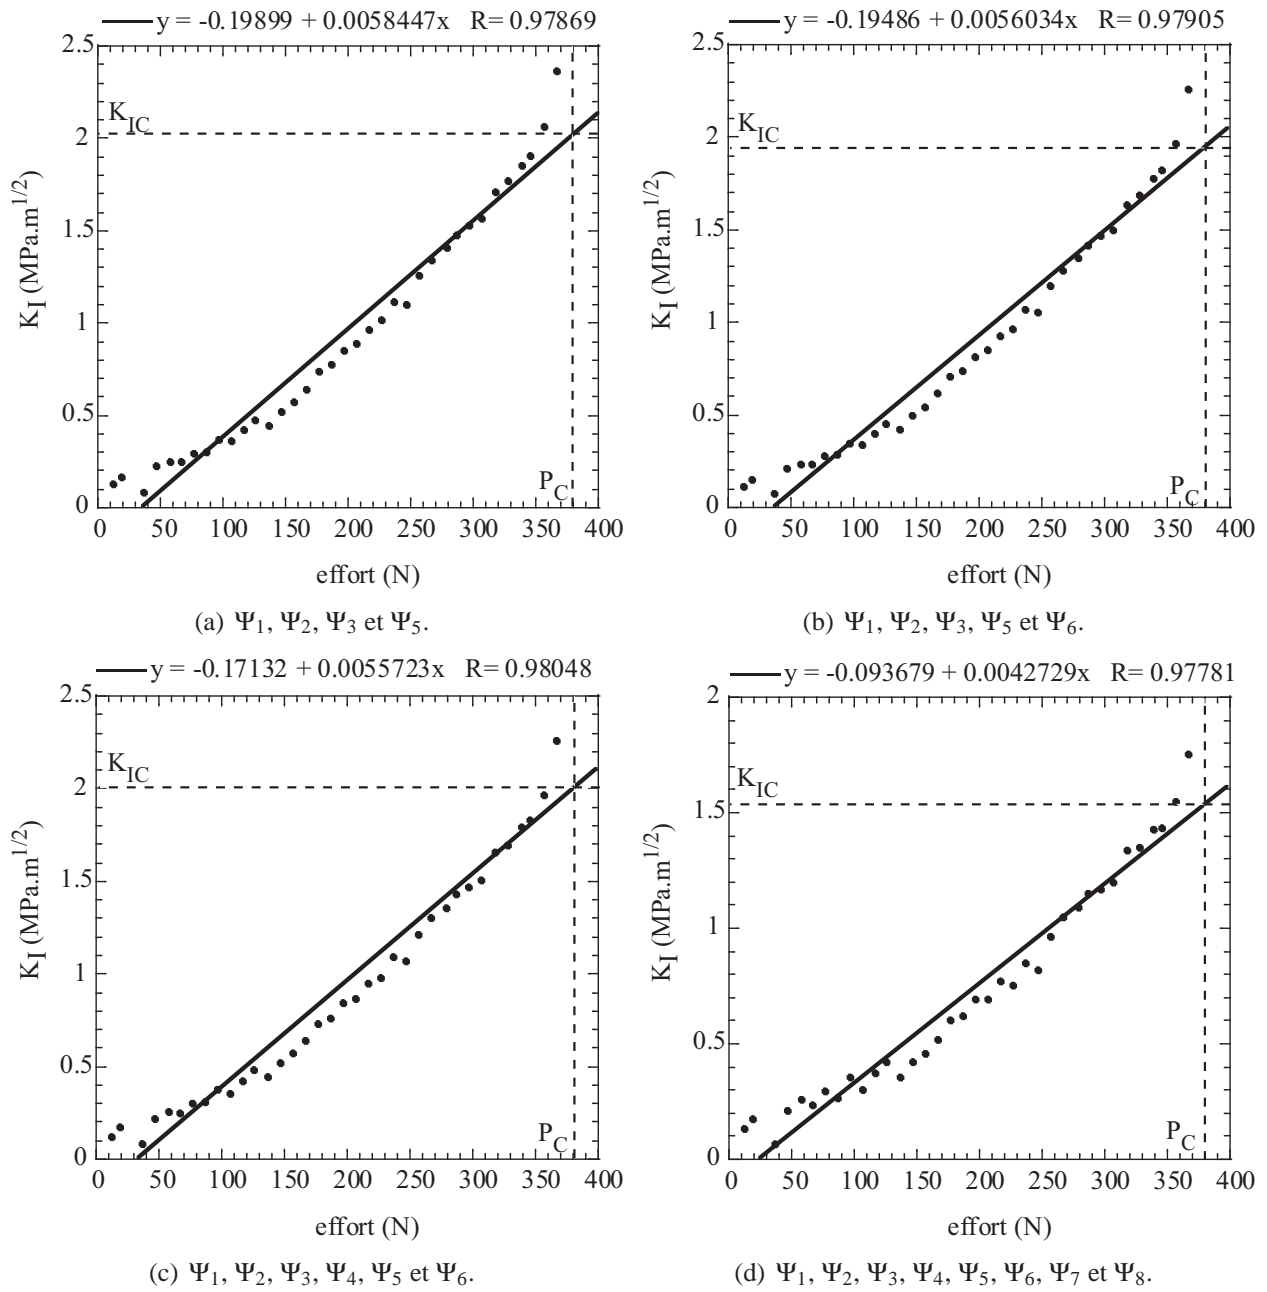 y = -0.19899 + 0.0058447x R= 0.97869
2.5
2
1.5
1
0.5
0
K_I (MPa.m^{1/2})
K_IC
P_C
0 50 100 150 200 250 300 350 400
effort (N)
(a) Ψ₁, Ψ₂, Ψ₃ et Ψ₅.
y = -0.19486 + 0.0056034x R= 0.97905
2.5
2
1.5
1
0.5
0
K_I (MPa.m^{1/2})
K_IC
P_C
0 50 100 150 200 250 300 350 400
effort (N)
(b) Ψ₁, Ψ₂, Ψ₃, Ψ₅ et Ψ₆.
y = -0.17132 + 0.0055723x R= 0.98048
2.5
2
1.5
1
0.5
0
K_I (MPa.m^{1/2})
K_IC
P_C
0 50 100 150 200 250 300 350 400
effort (N)
(c) Ψ₁, Ψ₂, Ψ₃, Ψ₄, Ψ₅ et Ψ₆.
y = -0.093679 + 0.0042729x R= 0.97781
2
1.5
1
0.5
0
K_I (MPa.m^{1/2})
K_IC
P_C
0 50 100 150 200 250 300 350 400
effort (N)
(d) Ψ₁, Ψ₂, Ψ₃, Ψ₄, Ψ₅, Ψ₆, Ψ₇ et Ψ₈.